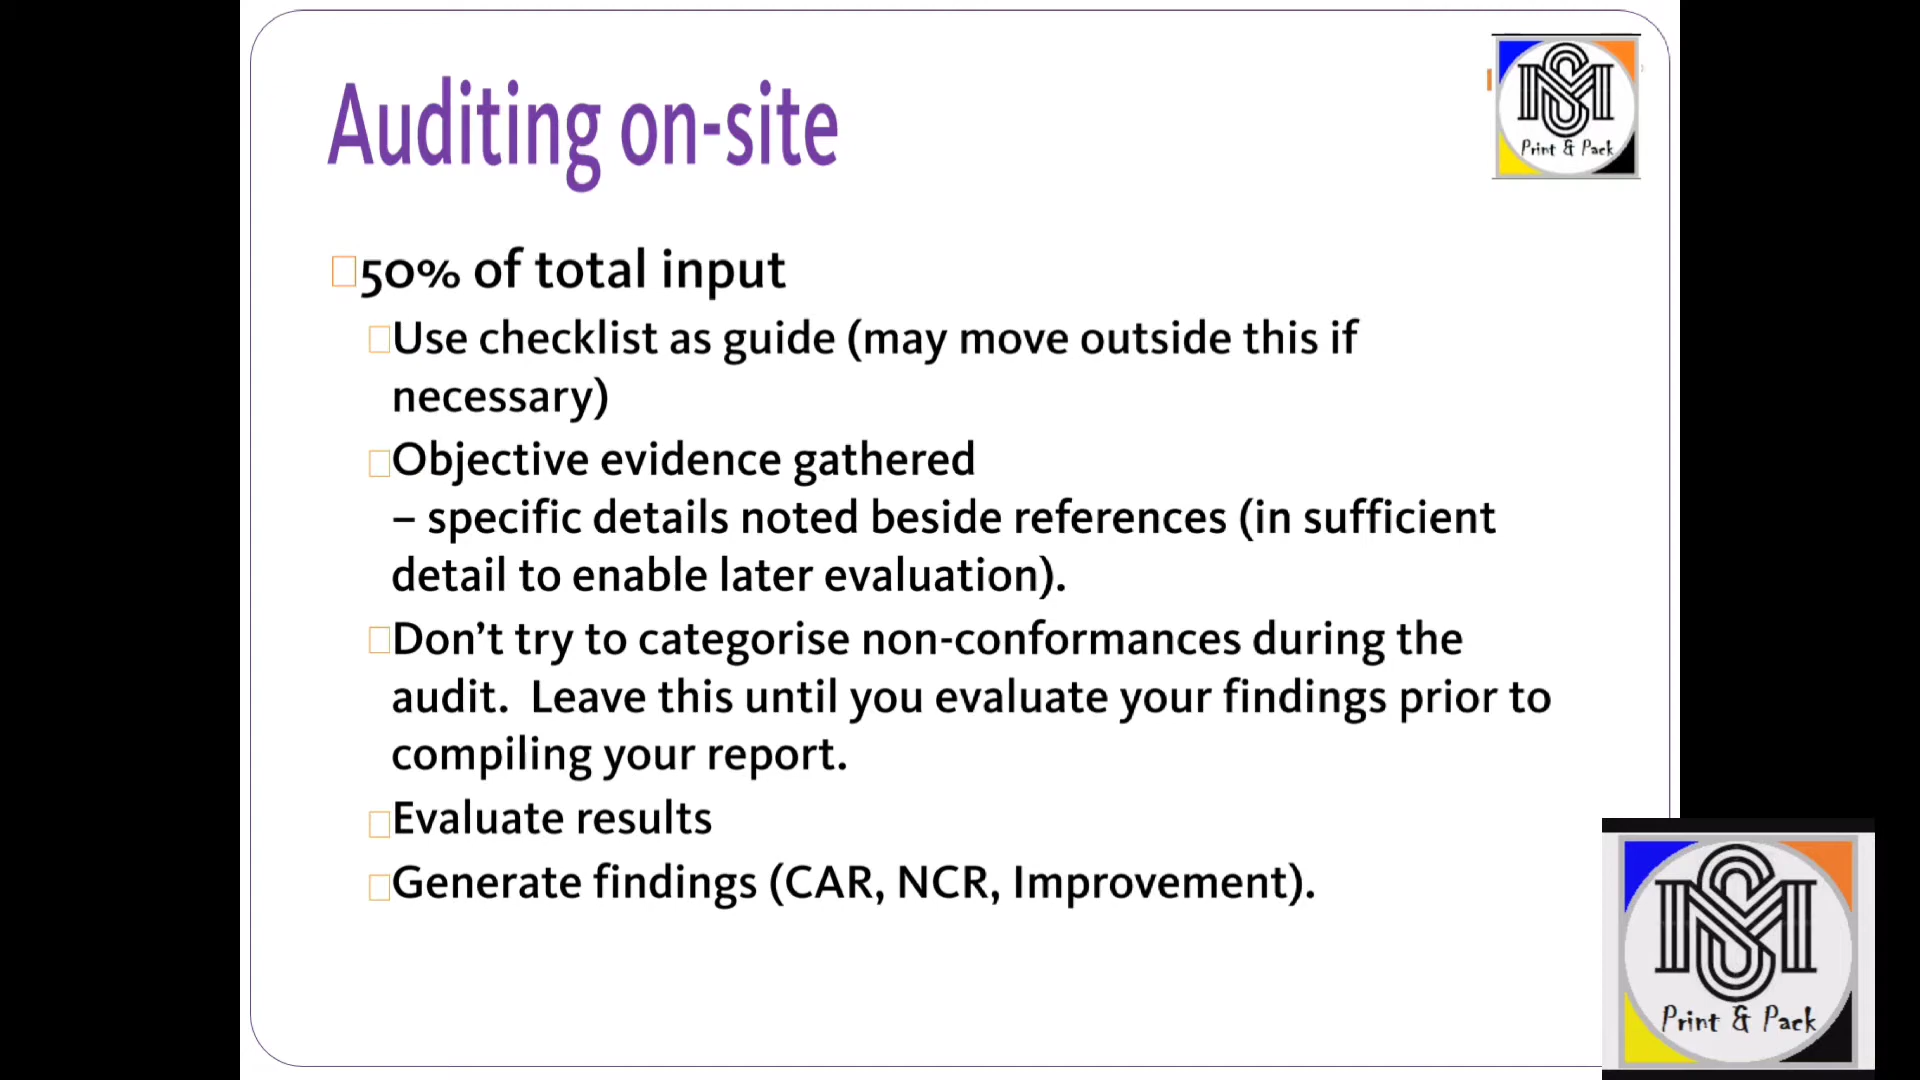 Auditing on-site
Print & Pack
50% of total input
Use checklist as guide (may move outside this if
necessary)
Objective evidence gathered
– specific details noted beside references (in sufficient
detail to enable later evaluation).
Don’t try to categorise non-conformances during the
audit.  Leave this until you evaluate your findings prior to
compiling your report.
Evaluate results
Generate findings (CAR, NCR, Improvement).
Print & Pack